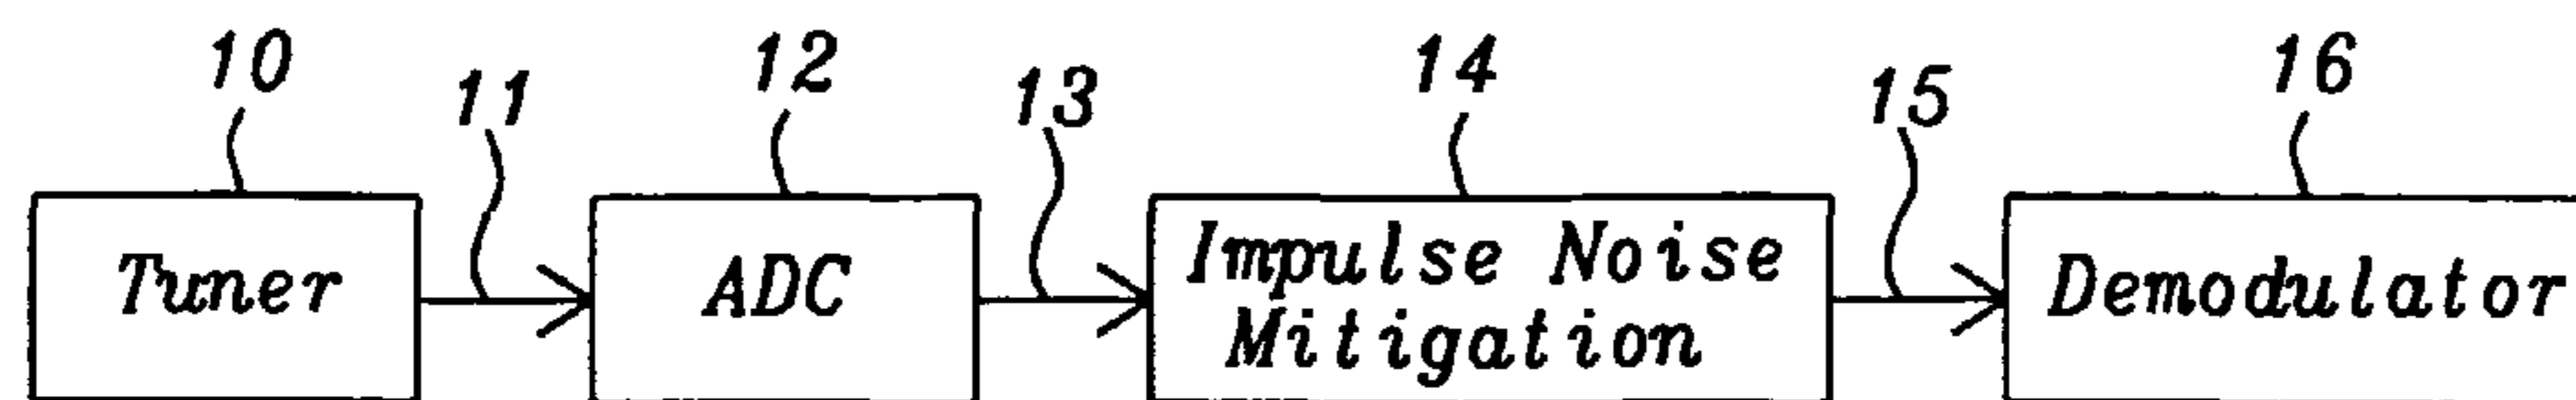 10 11 12 13 14 15 16
Tuner
ADC
Impulse Noise
Mitigation
Demodulator